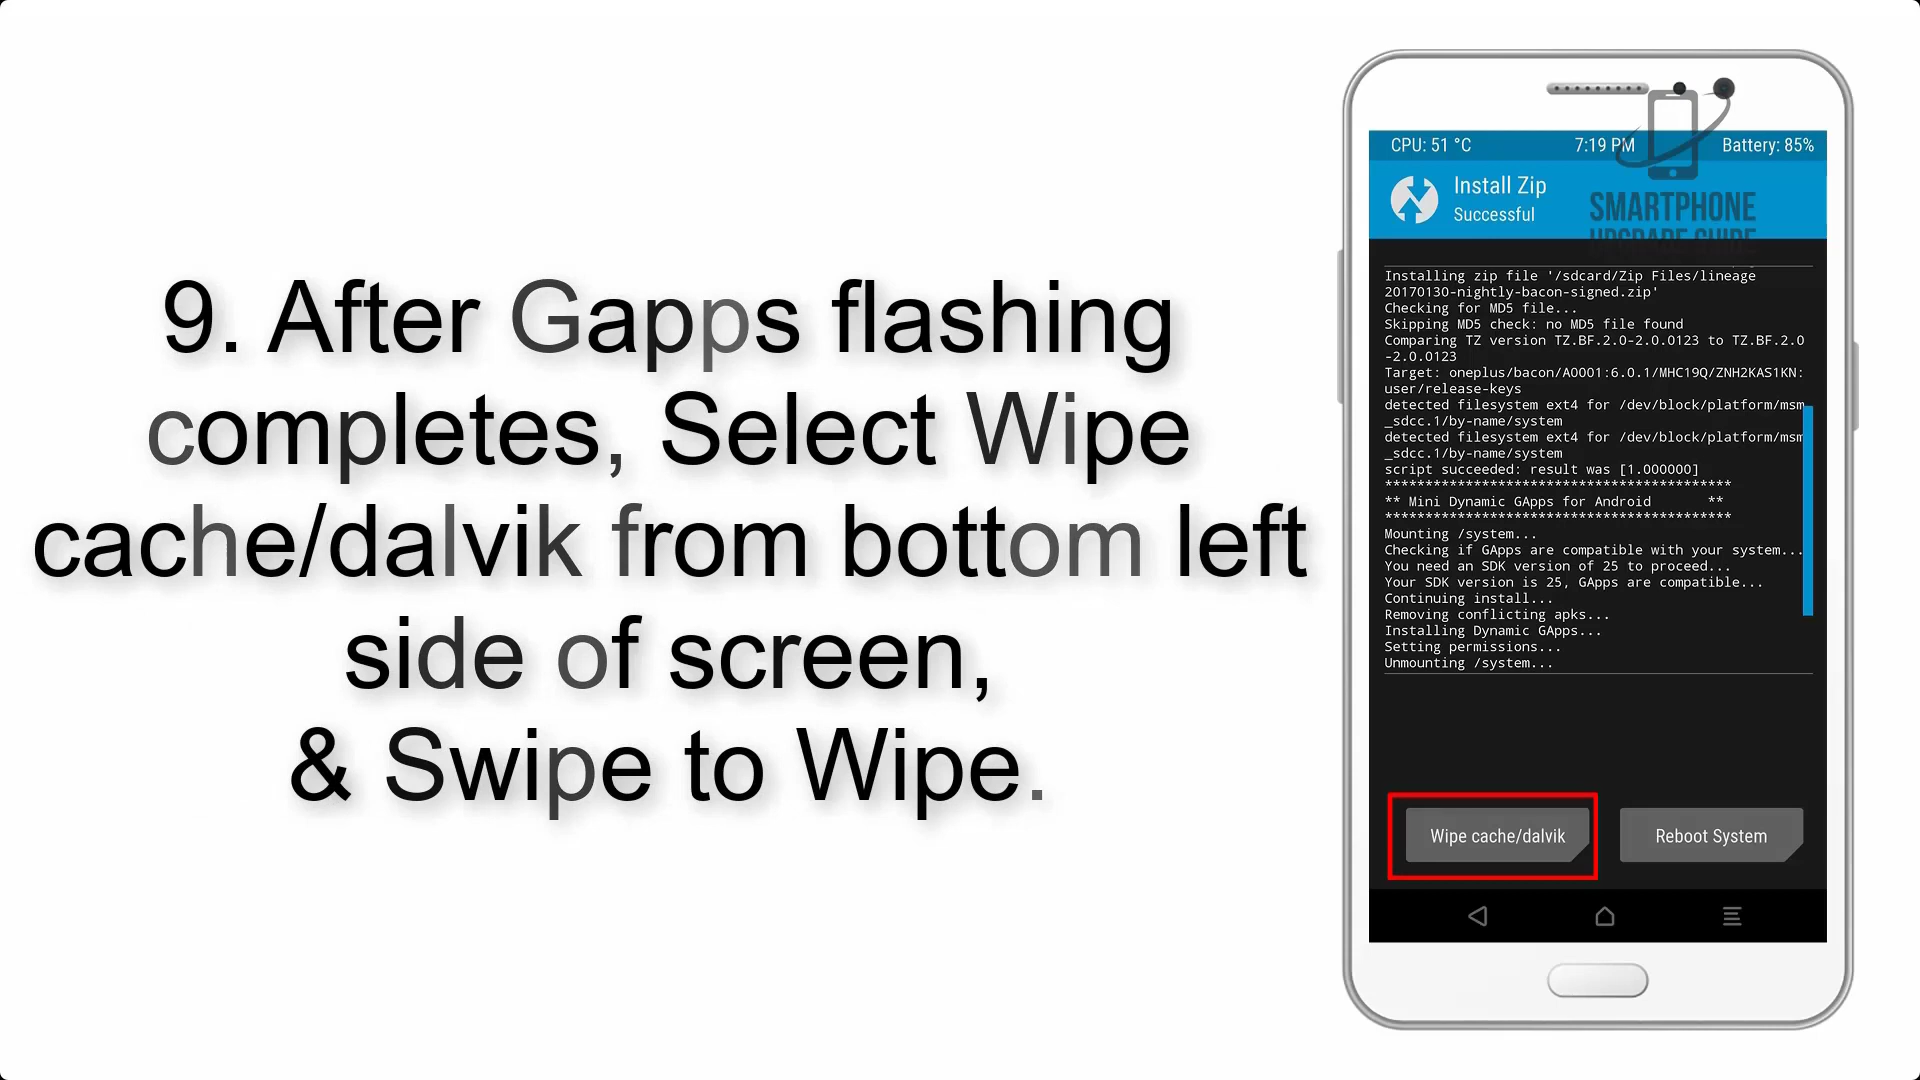 9. After Gapps flashing
completes, Select Wipe
cache/dalvik from bottom left
side of screen,
& Swipe to Wipe.
CPU: 51 °C 7:19 PM Battery: 85%
Install Zip
Successful
SMARTPHONE
UPGRADE GUIDE
Installing zip file '/sdcard/Zip Files/lineage
20170130-nightly-bacon-signed.zip'
Checking for MD5 file...
Skipping MD5 check: no MD5 file found
Comparing TZ version TZ.BF.2.0-2.0.0123 to TZ.BF.2.0
-2.0.0123
Target: oneplus/bacon/A0001:6.0.1/MHC19Q/ZNH2KAS1KN:
user/release-keys
detected filesystem ext4 for /dev/block/platform/msm
_sdcc.1/by-name/system
detected filesystem ext4 for /dev/block/platform/msm
_sdcc.1/by-name/system
script succeeded: result was [1.000000]
******************************************
** Mini Dynamic GApps for Android **
******************************************
Mounting /system...
Checking if GApps are compatible with your system...
You need an SDK version of 25 to proceed...
Your SDK version is 25, GApps are compatible...
Continuing install...
Removing conflicting apks...
Installing Dynamic GApps...
Setting permissions...
Unmounting /system...
Wipe cache/dalvik Reboot System